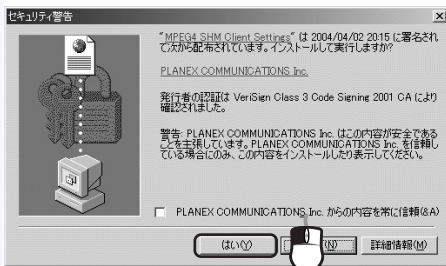 セキュリティ警告
"MPEG4 SHM Client Settings" は 2004/04/02 20:15 に署名され
て次から配布されています。インストールして実行しますか?
PLANEX COMMUNICATIONS Inc.
発行者の認証は VeriSign Class 3 Code Signing 2001 CA により
確認されました。
警告: PLANEX COMMUNICATIONS Inc. はこの内容が安全である
ことを主張しています。PLANEX COMMUNICATIONS Inc. を信頼し
ている場合にのみ、この内容をインストールしたり表示してください。
PLANEX COMMUNICATIONS Inc. からの内容を常に信頼(&A)
はい(Y) (N) 詳細情報(M)